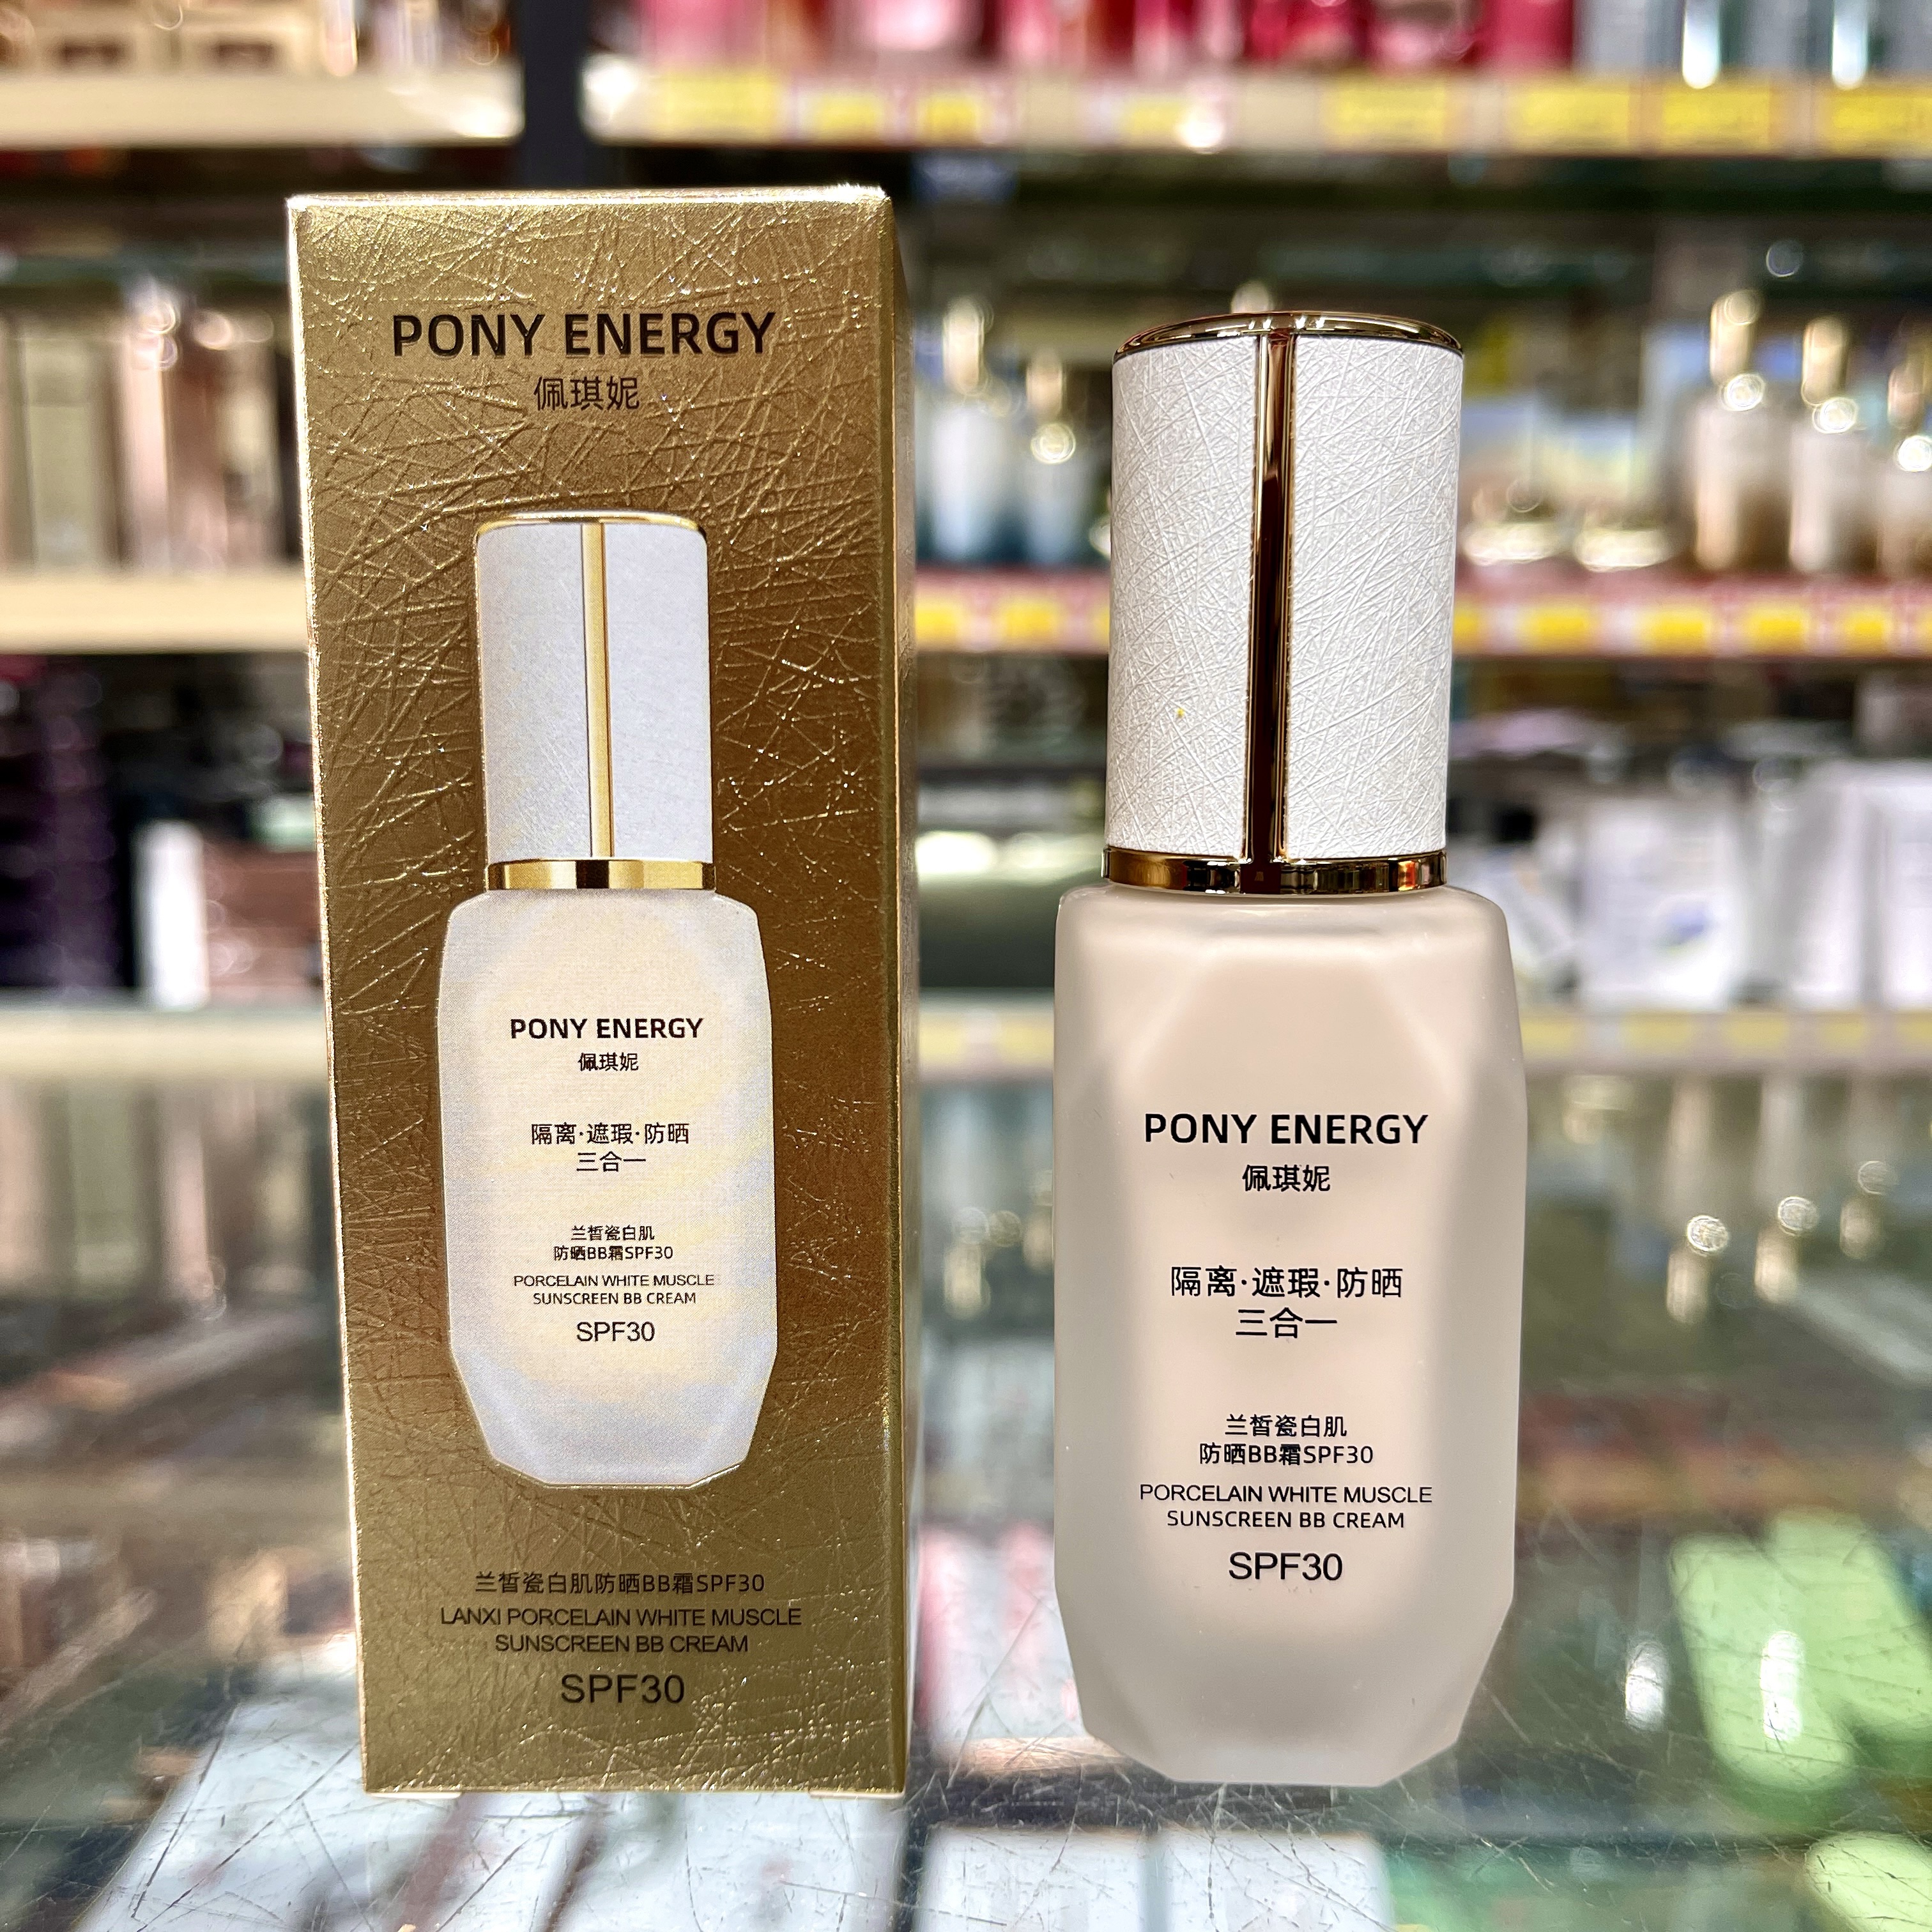 PONY ENERGY
佩琪妮
PONY ENERGY
佩琪妮
隔离·遮瑕·防晒
三合一
兰皙瓷白肌
防晒BB霜SPF30
PORCELAIN WHITE MUSCLE
SUNSCREEN BB CREAM
SPF30
兰皙瓷白肌防晒BB霜SPF30
LANXI PORCELAIN WHITE MUSCLE
SUNSCREEN BB CREAM
SPF30
PONY ENERGY
佩琪妮
隔离·遮瑕·防晒
三合一
兰皙瓷白肌
防晒BB霜SPF30
PORCELAIN WHITE MUSCLE
SUNSCREEN BB CREAM
SPF30